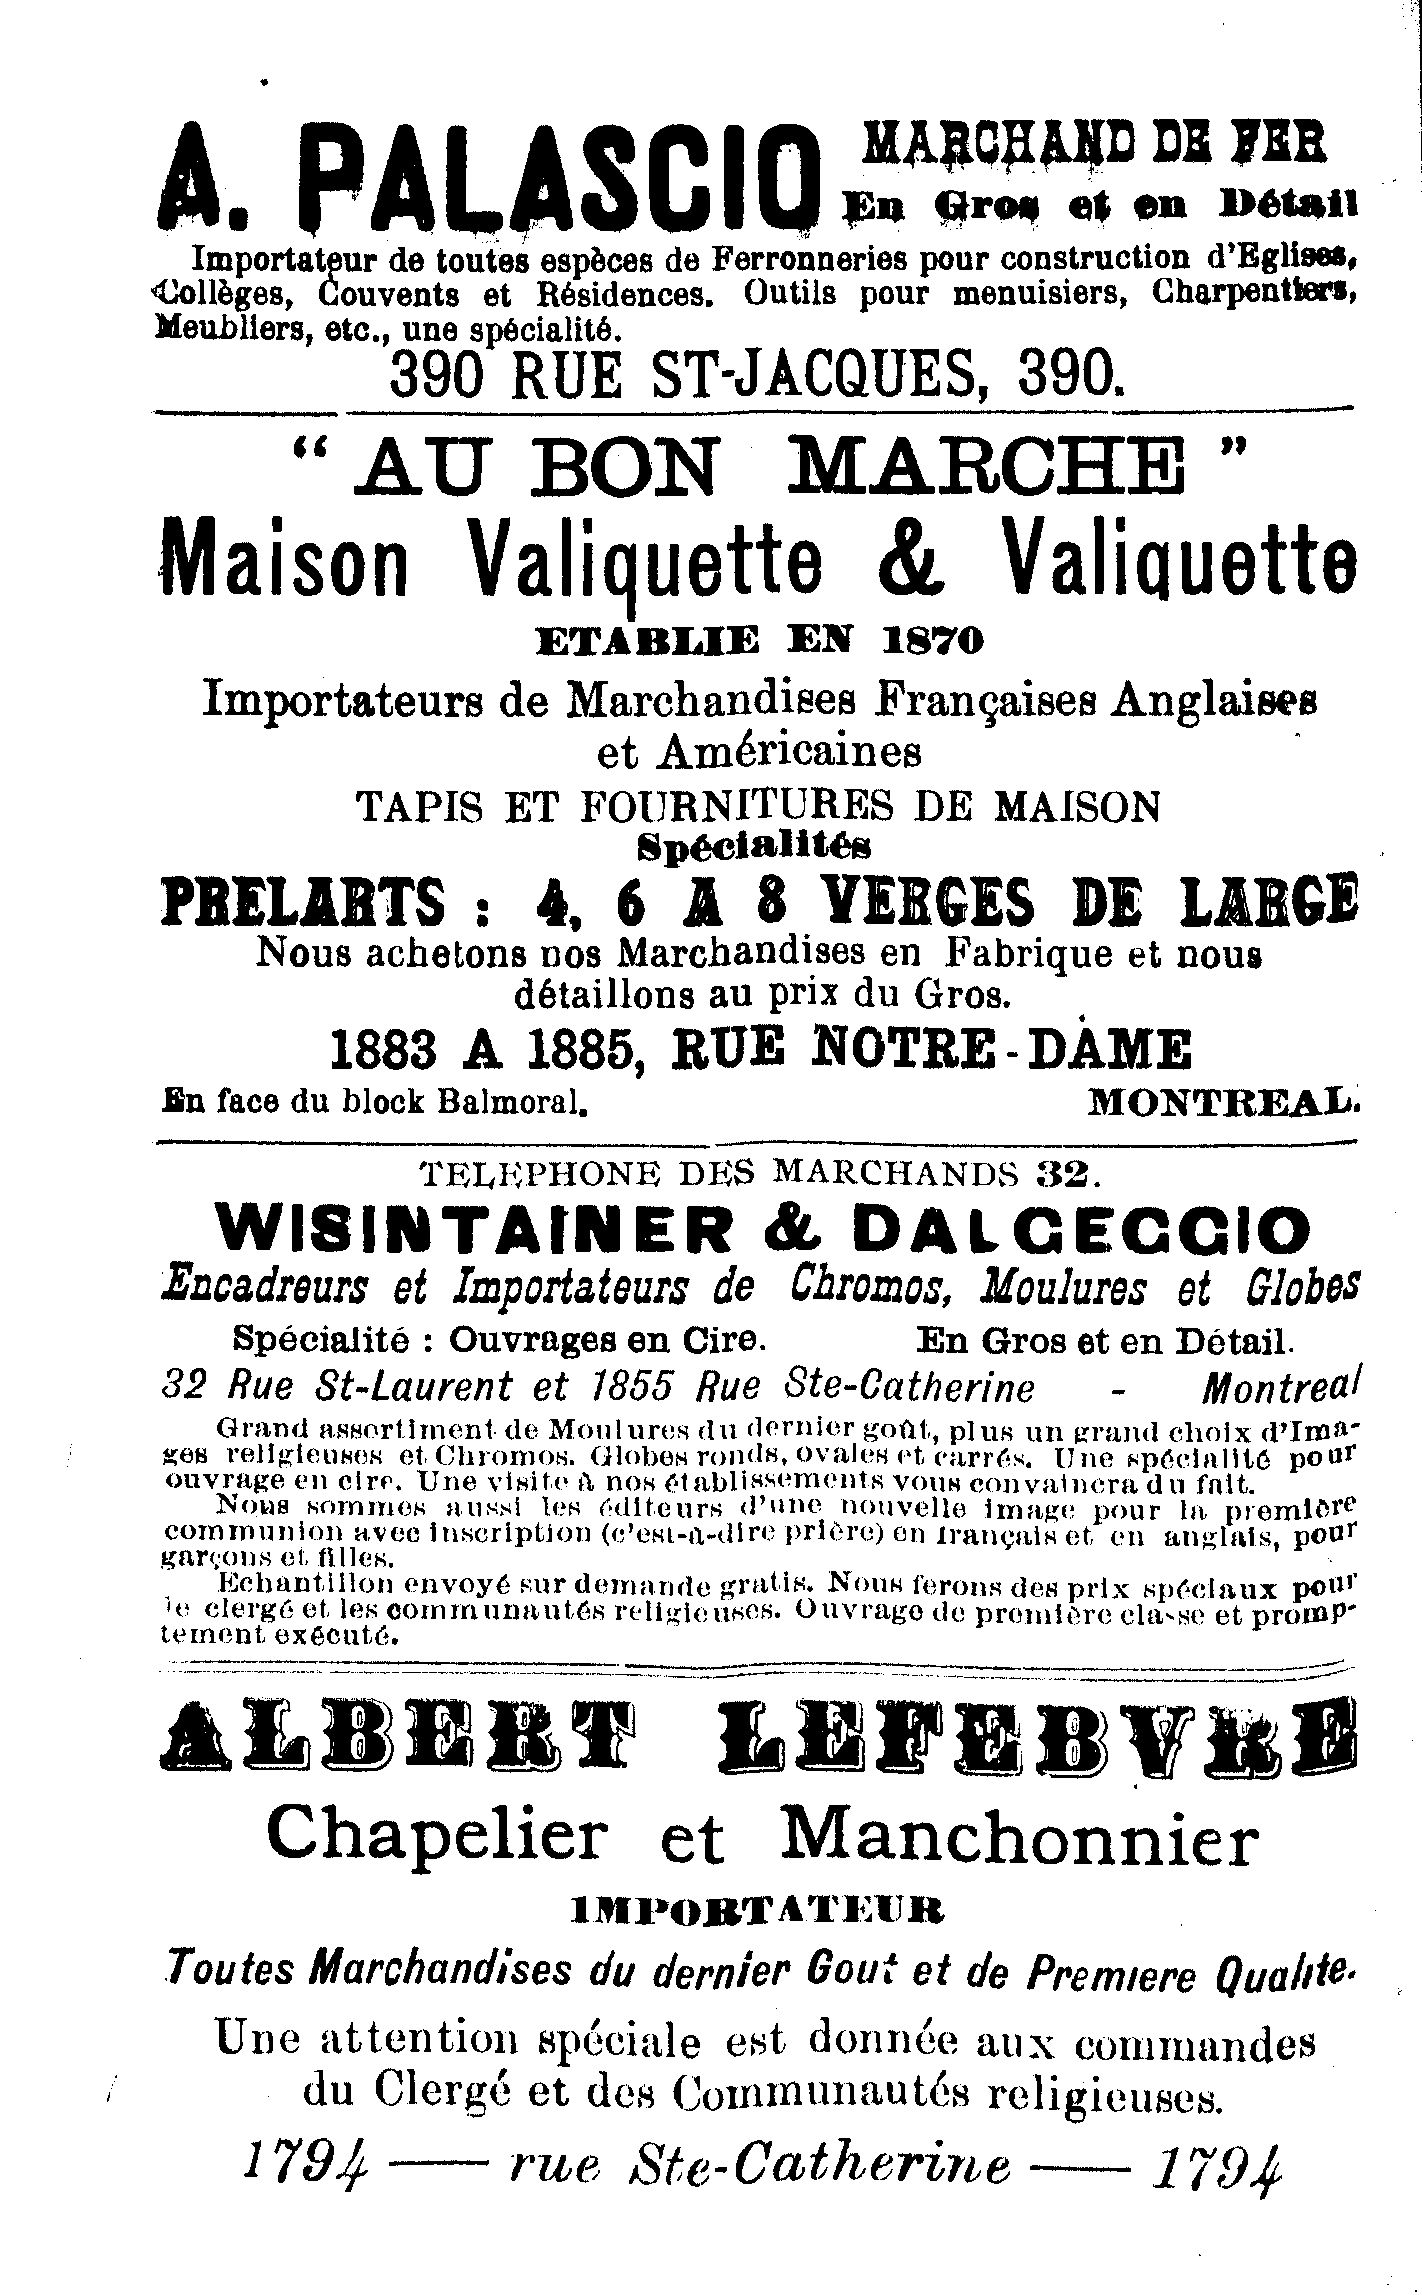 A. PALASCIO
MARCHAND DE FER
En Gros et en Détail
Importateur de toutes espèces de Ferronneries pour construction d'Eglises,
Collèges, Couvents et Résidences. Outils pour menuisiers, Charpentiers,
Meubliers, etc., une spécialité.
390 RUE ST-JACQUES, 390.
" AU BON MARCHE "
Maison Valiquette & Valiquette
ETABLIE EN 1870
Importateurs de Marchandises Françaises Anglaises
et Américaines
TAPIS ET FOURNITURES DE MAISON
Spécialités
PRELARTS : 4, 6 A 8 VERGES DE LARGE
Nous achetons nos Marchandises en Fabrique et nous
détaillons au prix du Gros.
1883 A 1885, RUE NOTRE-DAME
En face du block Balmoral. MONTREAL.
TELEPHONE DES MARCHANDS 32.
WISINTAINER & DALGEGGIO
Encadreurs et Importateurs de Chromos, Moulures et Globes
Spécialité : Ouvrages en Cire. En Gros et en Détail.
32 Rue St-Laurent et 1855 Rue Ste-Catherine - Montreal
Grand assortiment de Moulures du dernier goût, plus un grand choix d'Ima-
ges religieuses et Chromos. Globes ronds, ovales et carrés. Une spécialité pour
ouvrage en cire. Une visite à nos établissements vous convaincra du fait.
Nous sommes aussi les éditeurs d'une nouvelle image pour la première
communion avec inscription (c'est-à-dire prière) en français et en anglais, pour
garçons et filles.
Echantillon envoyé sur demande gratis. Nous ferons des prix spéciaux pour
le clergé et les communautés religieuses. Ouvrage de première classe et promp-
tement exécuté.
ALBERT LEFEBVRE
Chapelier et Manchonnier
IMPORTATEUR
Toutes Marchandises du dernier Gout et de Premiere Qualite.
Une attention spéciale est donnée aux commandes
du Clergé et des Communautés religieuses.
1794 — rue Ste-Catherine — 1794